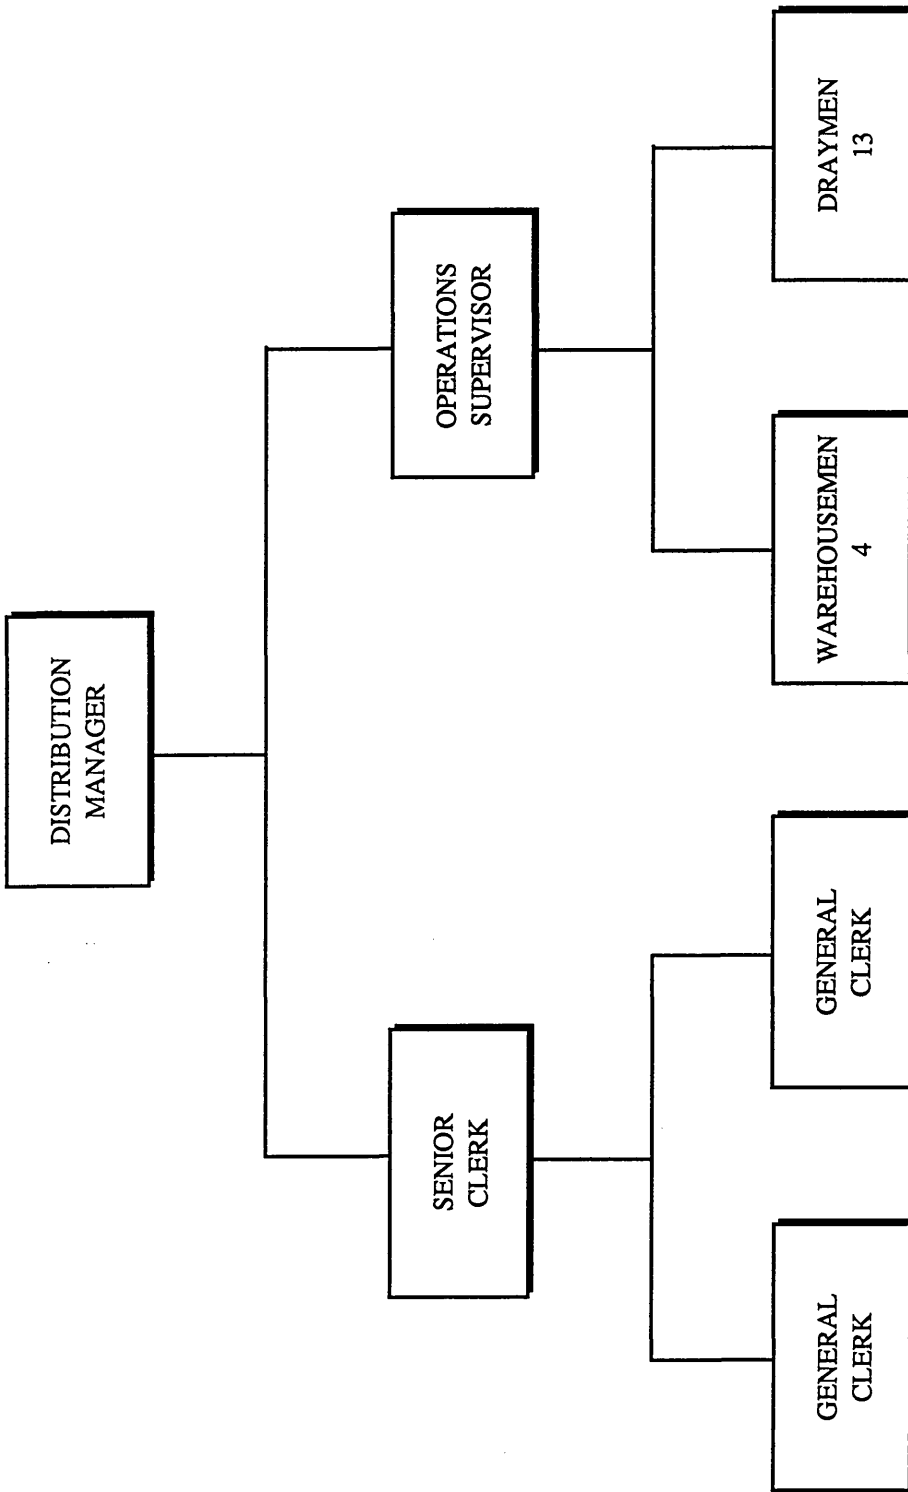 DISTRIBUTION
MANAGER
SENIOR
CLERK
OPERATIONS
SUPERVISOR
GENERAL
CLERK
GENERAL
CLERK
WAREHOUSEMEN
4
DRAYMEN
13